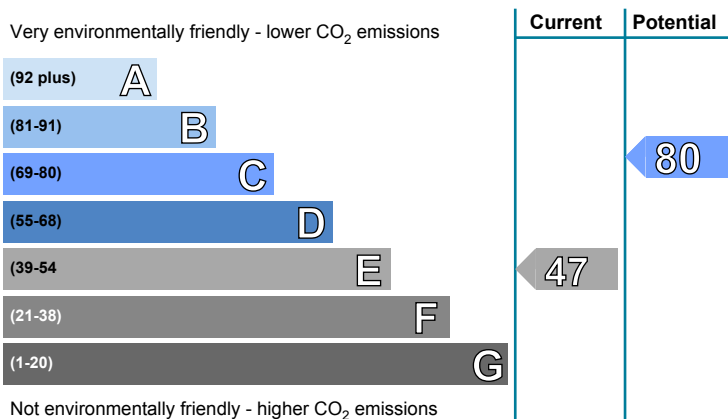 Very environmentally friendly - lower CO2 emissions
Current
Potential
(92 plus) A
(81-91) B
(69-80) C
80
(55-68) D
(39-54 E
47
(21-38) F
(1-20) G
Not environmentally friendly - higher CO2 emissions